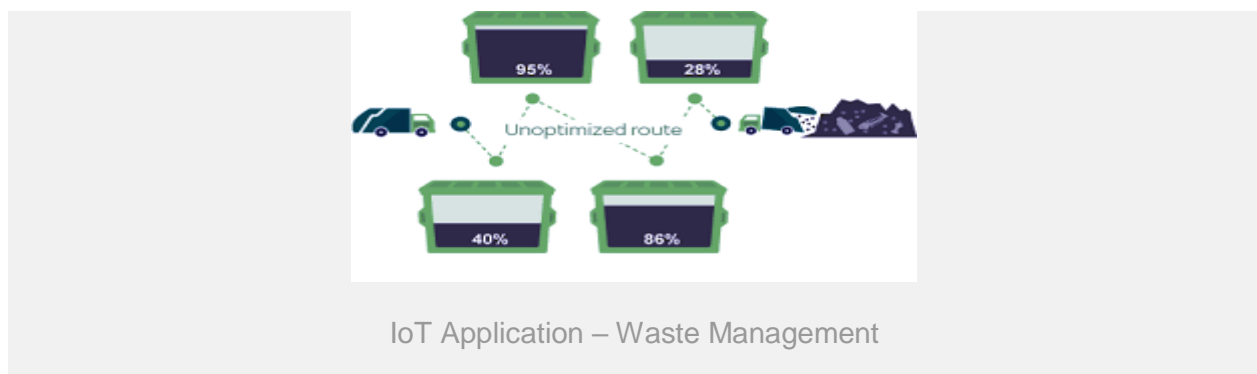 95% 28%
Unoptimized route
40% 86%
IoT Application – Waste Management